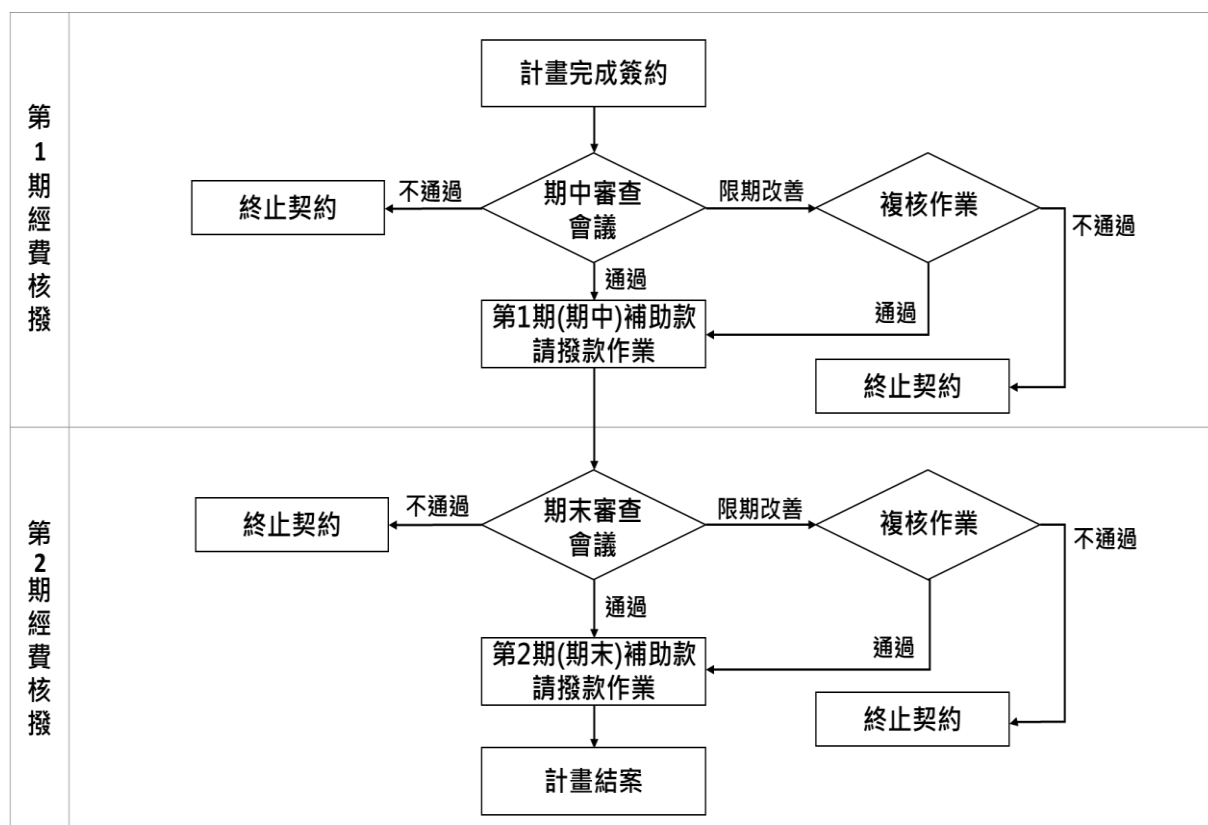 第1期經費核撥
計畫完成簽約
期中審查
會議
不通過
終止契約
限期改善
複核作業
不通過
終止契約
通過
通過
第1期(期中)補助款
請撥款作業
第2期經費核撥
期末審查
會議
不通過
終止契約
限期改善
複核作業
不通過
終止契約
通過
通過
第2期(期末)補助款
請撥款作業
計畫結案